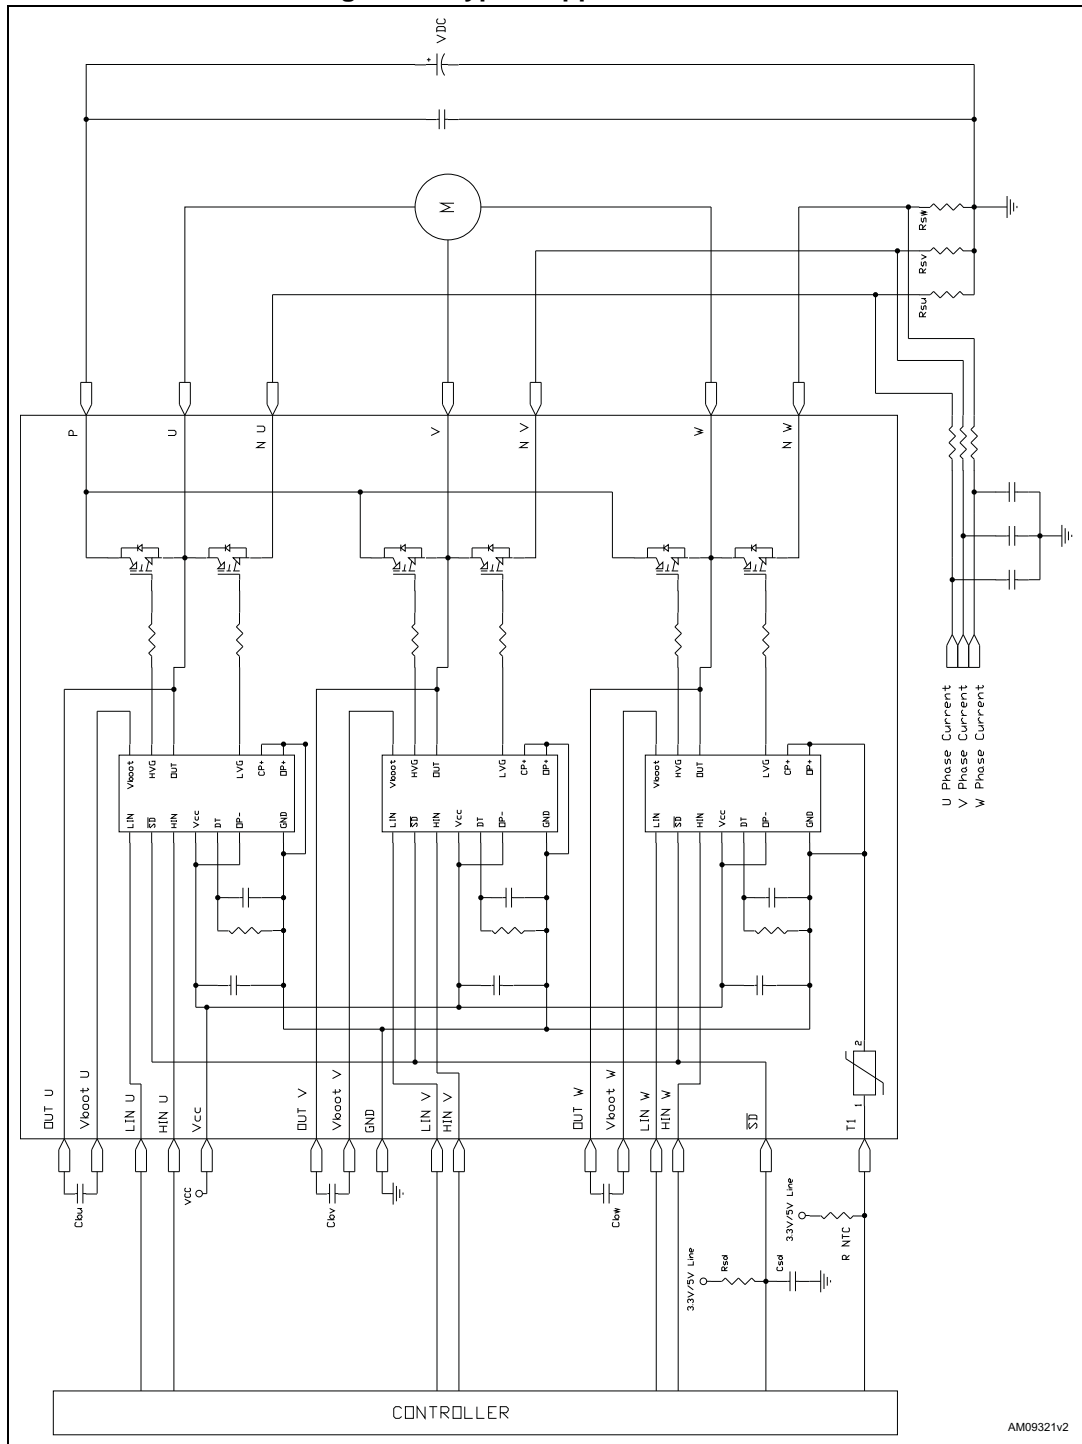 VDC
M
Rsw
Rsv
Rsu
P
U
N U
V
N V
W
N W
U Phase Current
V Phase Current
W Phase Current
Vboot
HVG
OUT
LVG
CP+
OP+
LIN
SD
HIN
Vcc
DT
OP-
GND
Vboot
HVG
OUT
LVG
CP+
OP+
LIN
SD
HIN
Vcc
DT
OP-
GND
Vboot
HVG
OUT
LVG
CP+
OP+
LIN
SD
HIN
Vcc
DT
OP-
GND
OUT U
Vboot U
LIN U
HIN U
Vcc
OUT V
Vboot V
GND
LIN V
HIN V
OUT W
Vboot W
LIN W
HIN W
SD
T1
1
2
Cbu
VCC
Cbv
Cbw
3.3V/5V Line
Rsd
Csd
3.3V/5V Line
R NTC
CONTROLLER
AM09321v2